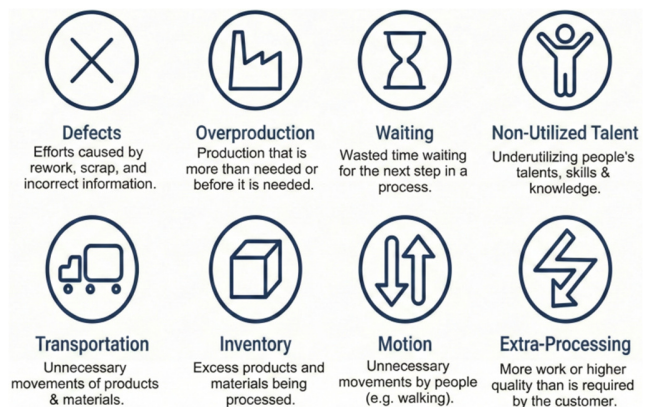 Defects
Efforts caused by
rework, scrap, and
incorrect information.
Overproduction
Production that is
more than needed or
before it is needed.
Waiting
Wasted time waiting
for the next step in a
process.
Non-Utilized Talent
Underutilizing people's
talents, skills &
knowledge.
Transportation
Unnecessary
movements of products
& materials.
Inventory
Excess products and
materials being
processed.
Motion
Unnecessary
movements by people
(e.g. walking).
Extra-Processing
More work or higher
quality than is required
by the customer.